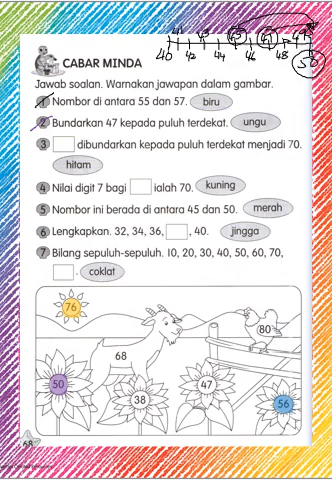 41 43 45 47 49
40 42 44 46 48 50
CABAR MINDA
Jawab soalan. Warnakan jawapan dalam gambar.
1 Nombor di antara 55 dan 57. biru
2 Bundarkan 47 kepada puluh terdekat. ungu
3 dibundarkan kepada puluh terdekat menjadi 70.
hitam
4 Nilai digit 7 bagi ialah 70. kuning
5 Nombor ini berada di antara 45 dan 50. merah
6 Lengkapkan. 32, 34, 36, , 40. jingga
7 Bilang sepuluh-sepuluh. 10, 20, 30, 40, 50, 60, 70,
. coklat
76
80
68
50
47
38
56
68